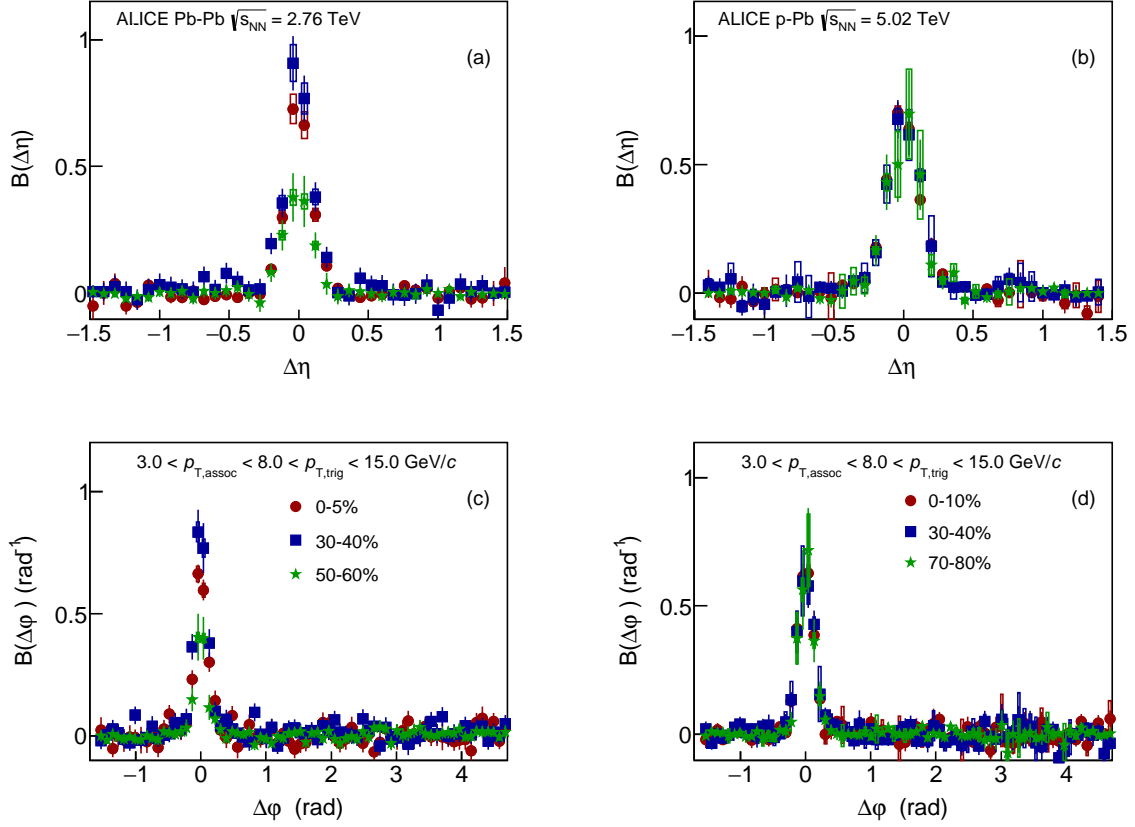 ALICE Pb-Pb √sNN = 2.76 TeV
(a)
B(Δη)
1
0.5
0
−1.5 −1 −0.5 0 0.5 1 1.5
Δη
ALICE p-Pb √sNN = 5.02 TeV
(b)
B(Δη)
1
0.5
0
−1.5 −1 −0.5 0 0.5 1 1.5
Δη
3.0 < pT,assoc < 8.0 < pT,trig < 15.0 GeV/c
(c)
0-5%
30-40%
50-60%
B(Δφ) (rad-1)
1
0.5
0
−1 0 1 2 3 4
Δφ (rad)
3.0 < pT,assoc < 8.0 < pT,trig < 15.0 GeV/c
(d)
0-10%
30-40%
70-80%
B(Δφ) (rad-1)
1
0.5
0
−1 0 1 2 3 4
Δφ (rad)